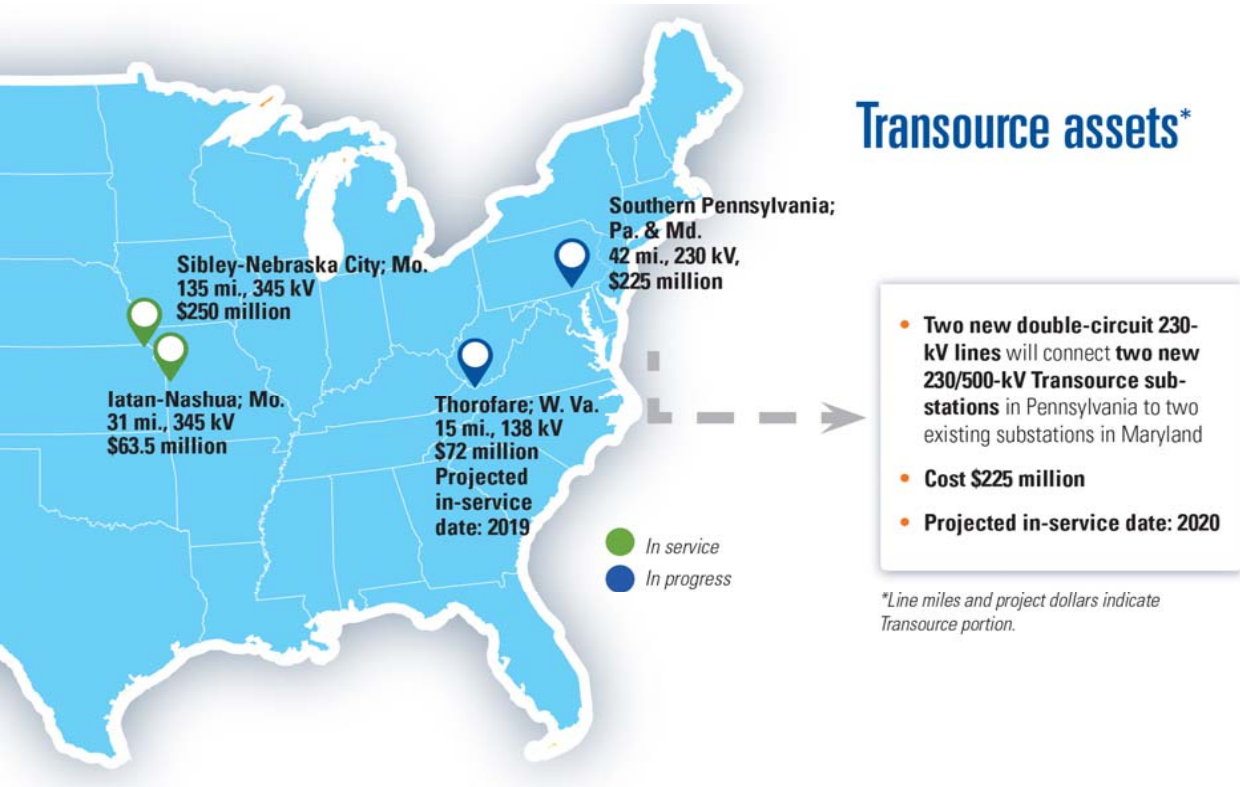 Transource assets*
Southern Pennsylvania;
Pa. & Md.
42 mi., 230 kV,
$225 million
Sibley-Nebraska City; Mo.
135 mi., 345 kV
$250 million
Iatan-Nashua; Mo.
31 mi., 345 kV
$63.5 million
Thorofare; W. Va.
15 mi., 138 kV
$72 million
Projected
in-service
date: 2019
In service
In progress
• Two new double-circuit 230-
kV lines will connect two new
230/500-kV Transource sub-
stations in Pennsylvania to two
existing substations in Maryland
• Cost $225 million
• Projected in-service date: 2020
*Line miles and project dollars indicate
Transource portion.